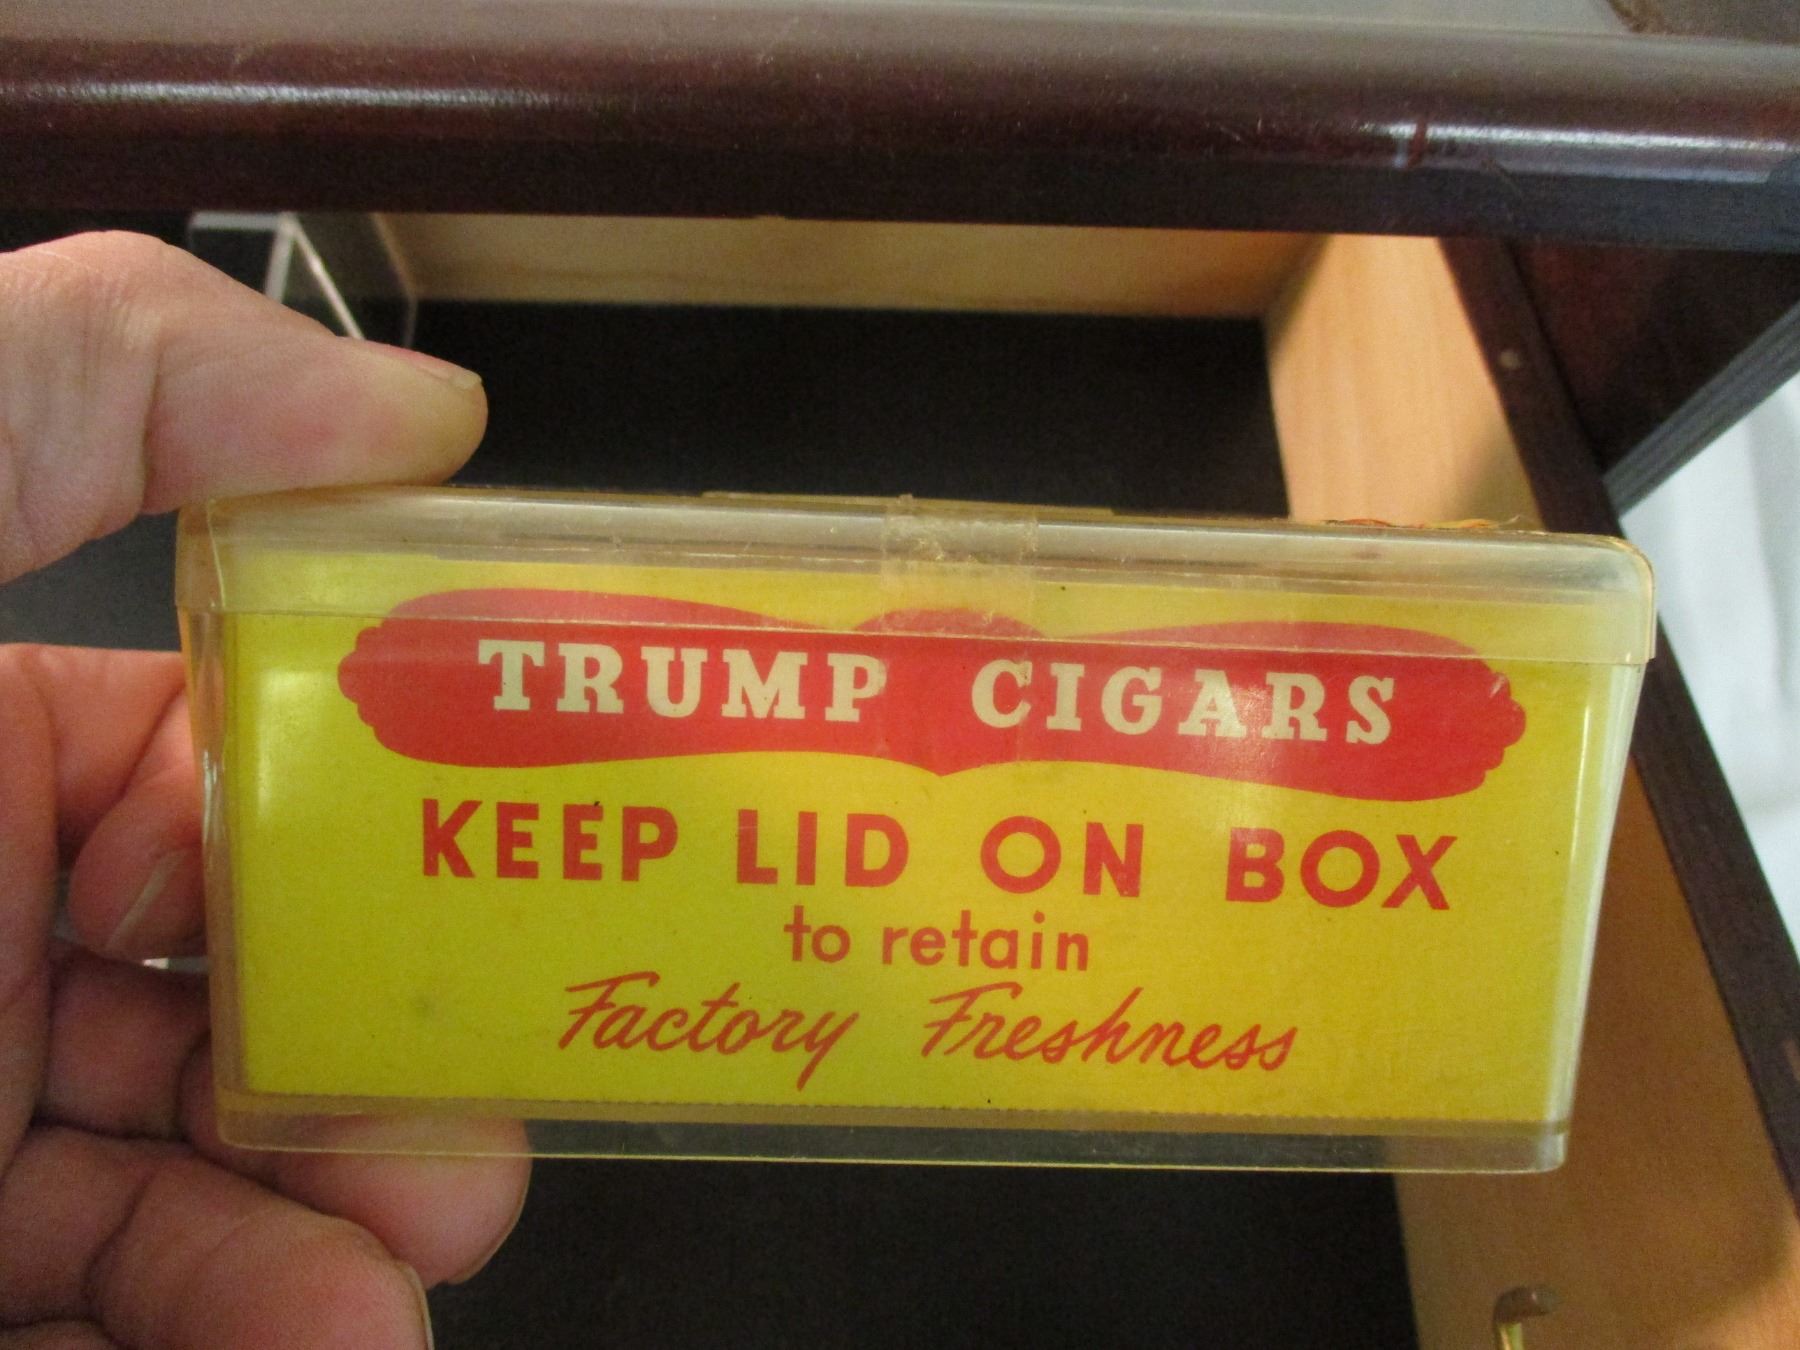 TRUMP CIGARS
KEEP LID ON BOX
to retain
Factory Freshness